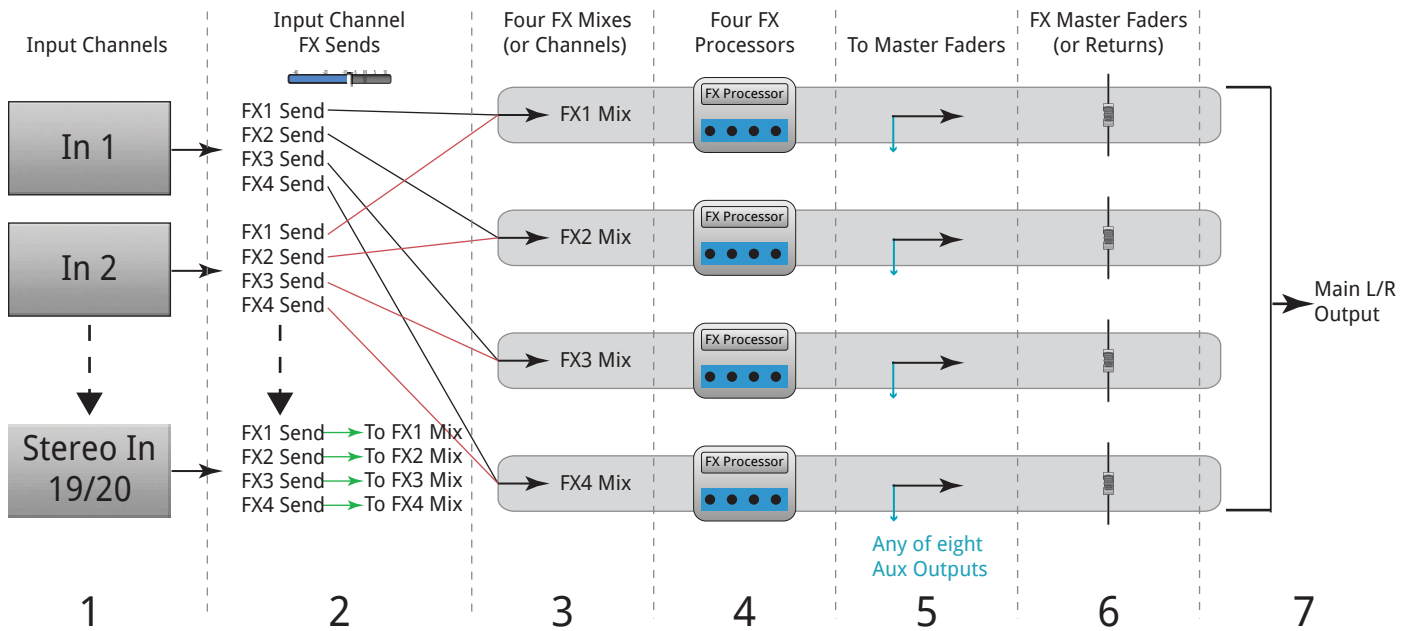 Input Channels
Input Channel
FX Sends
Four FX Mixes
(or Channels)
Four FX
Processors
To Master Faders
FX Master Faders
(or Returns)
In 1
In 2
Stereo In
19/20
FX1 Send
FX2 Send
FX3 Send
FX4 Send
FX1 Send
FX2 Send
FX3 Send
FX4 Send
FX1 Send To FX1 Mix
FX2 Send To FX2 Mix
FX3 Send To FX3 Mix
FX4 Send To FX4 Mix
FX1 Mix
FX Processor
FX2 Mix
FX Processor
FX3 Mix
FX Processor
FX4 Mix
FX Processor
Any of eight
Aux Outputs
Main L/R
Output
1
2
3
4
5
6
7